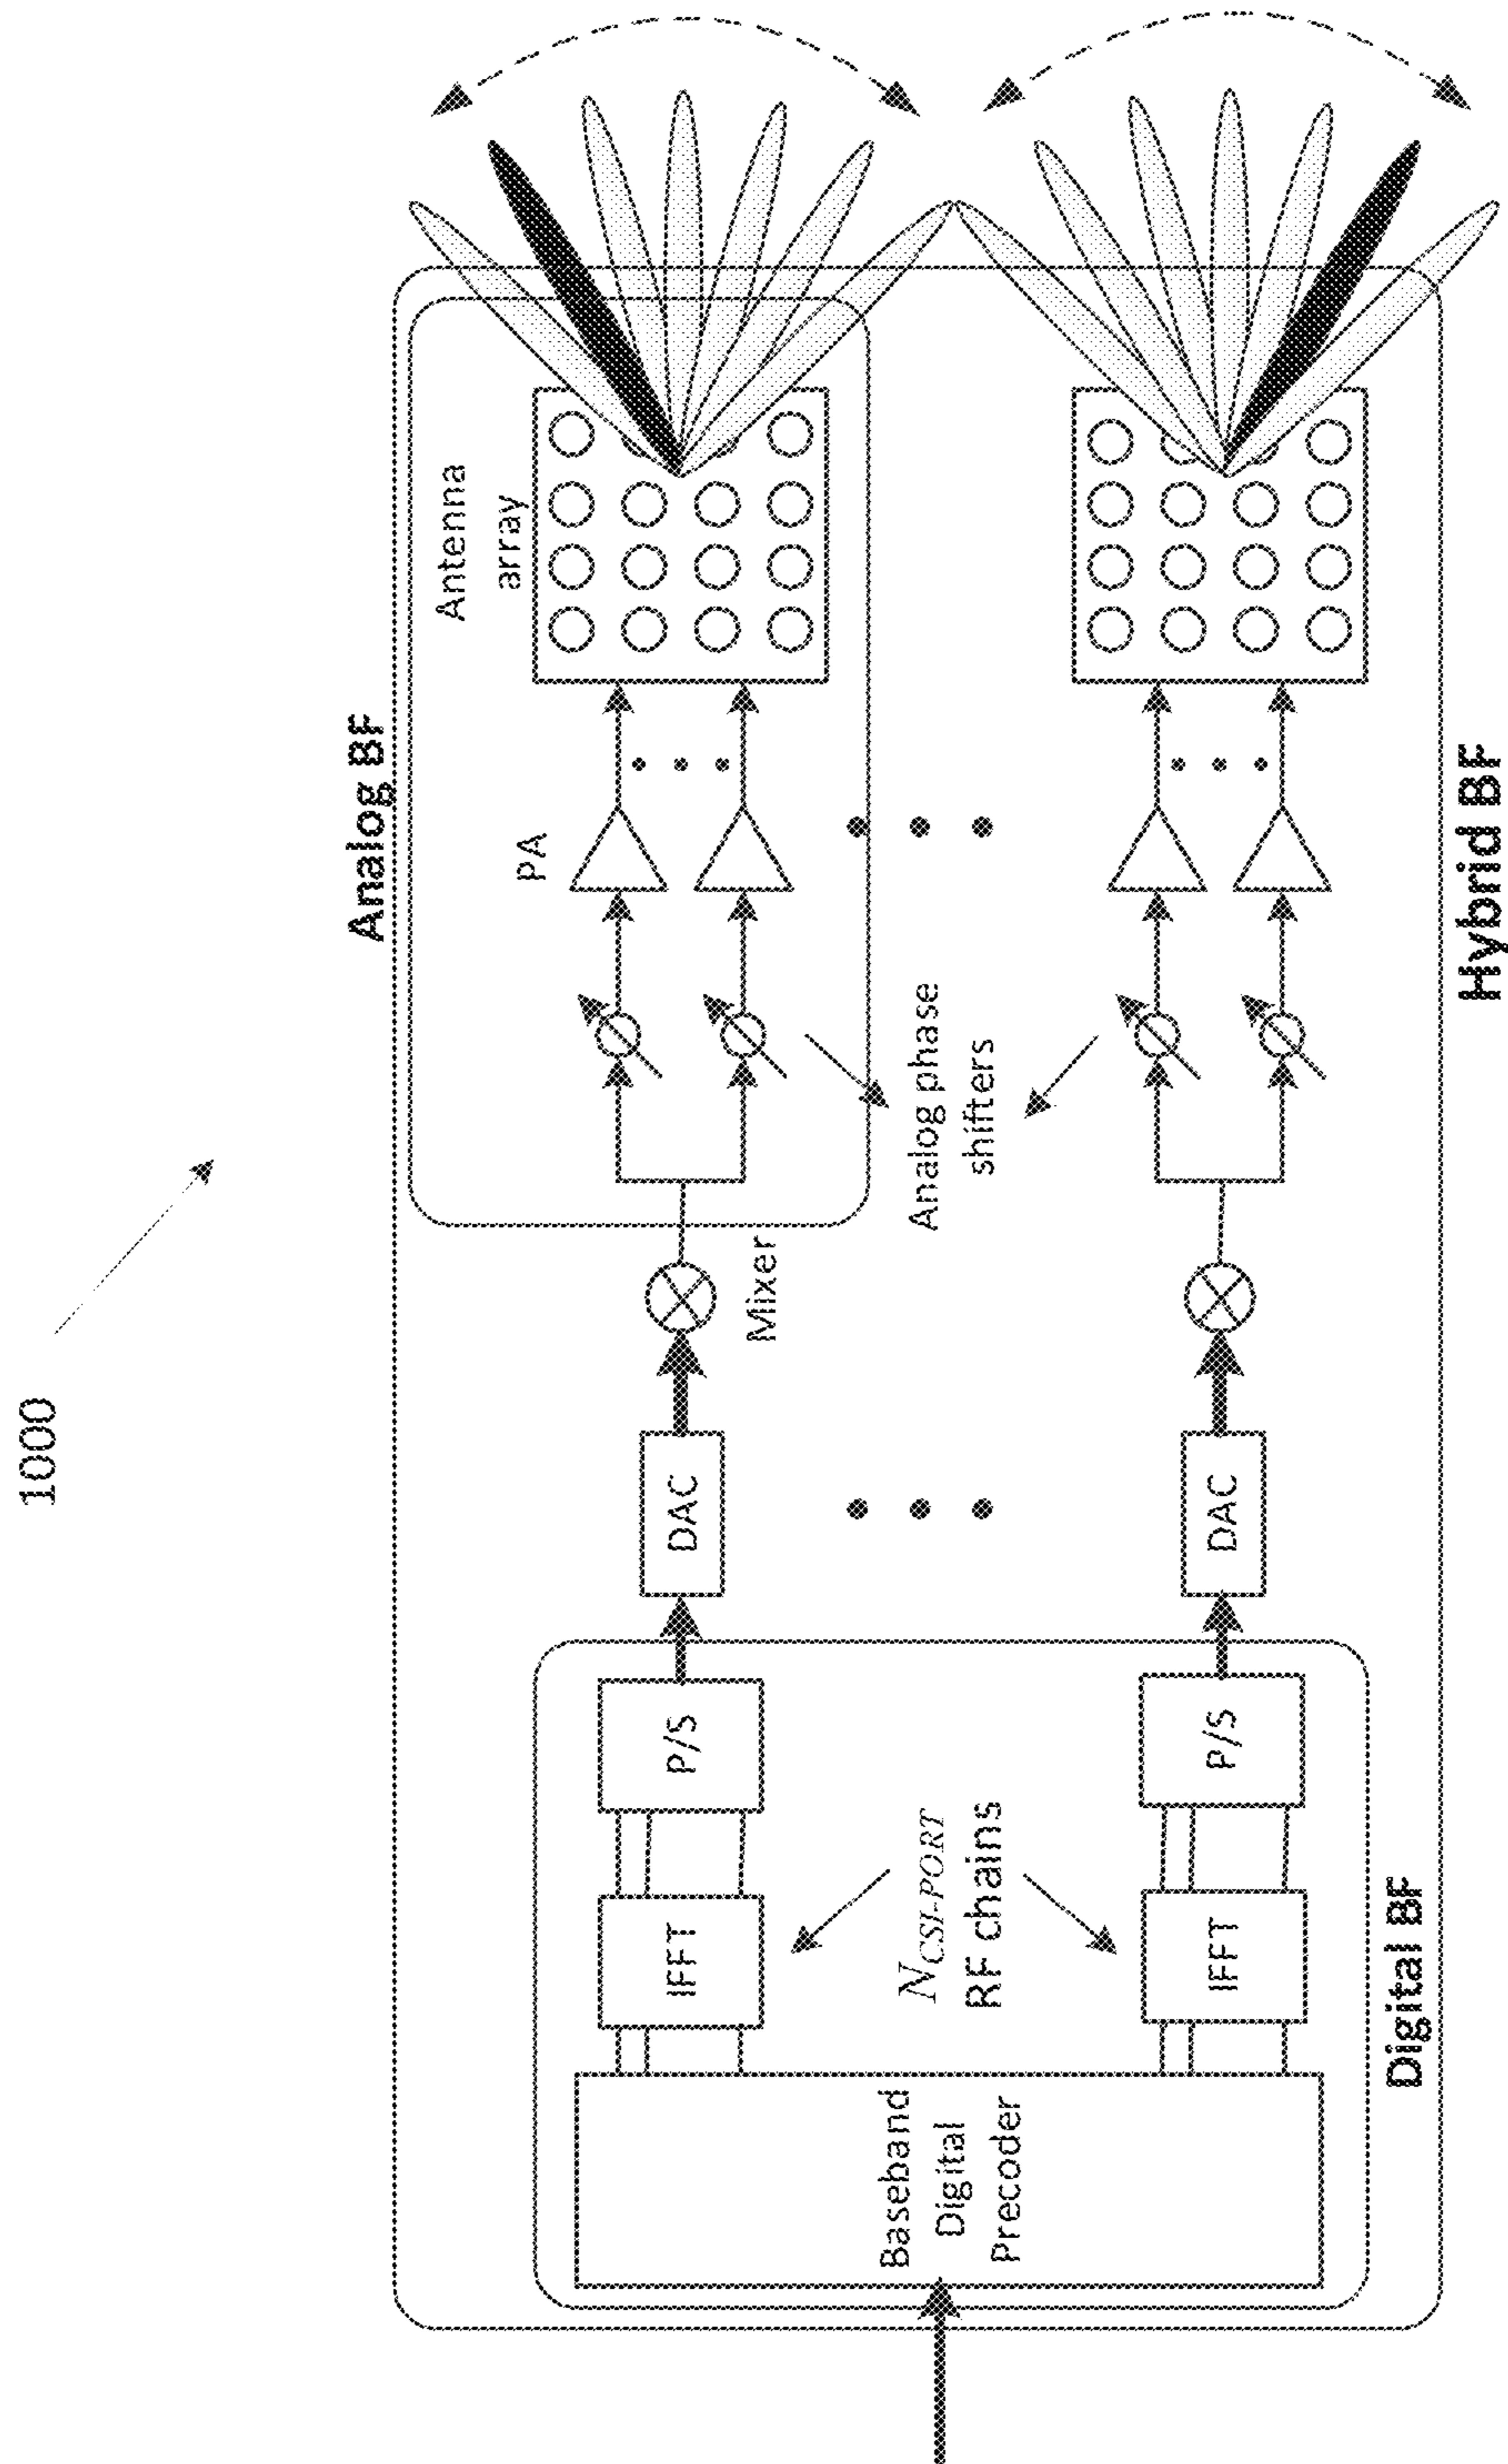 1000
Analog BF
Antenna
array
PA
Analog phase
shifters
Mixer
DAC
DAC
P/S
P/S
N_CSI-PORT
RF chains
IFFT
IFFT
Baseband
Digital
Precoder
Digital BF
Hybrid BF